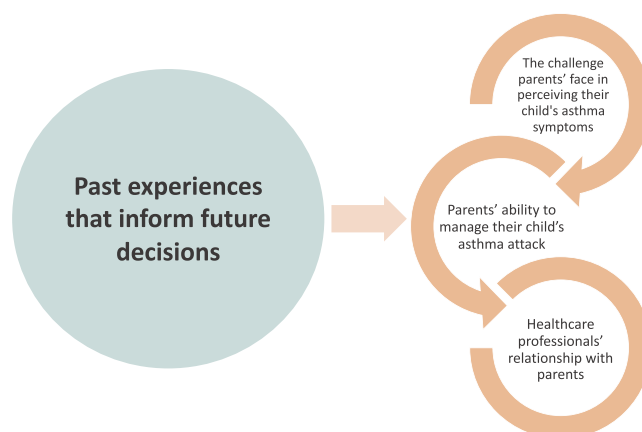 Past experiences
that inform future
decisions
The challenge
parents’ face in
perceiving their
child's asthma
symptoms
Parents’ ability to
manage their child’s
asthma attack
Healthcare
professionals’
relationship with
parents